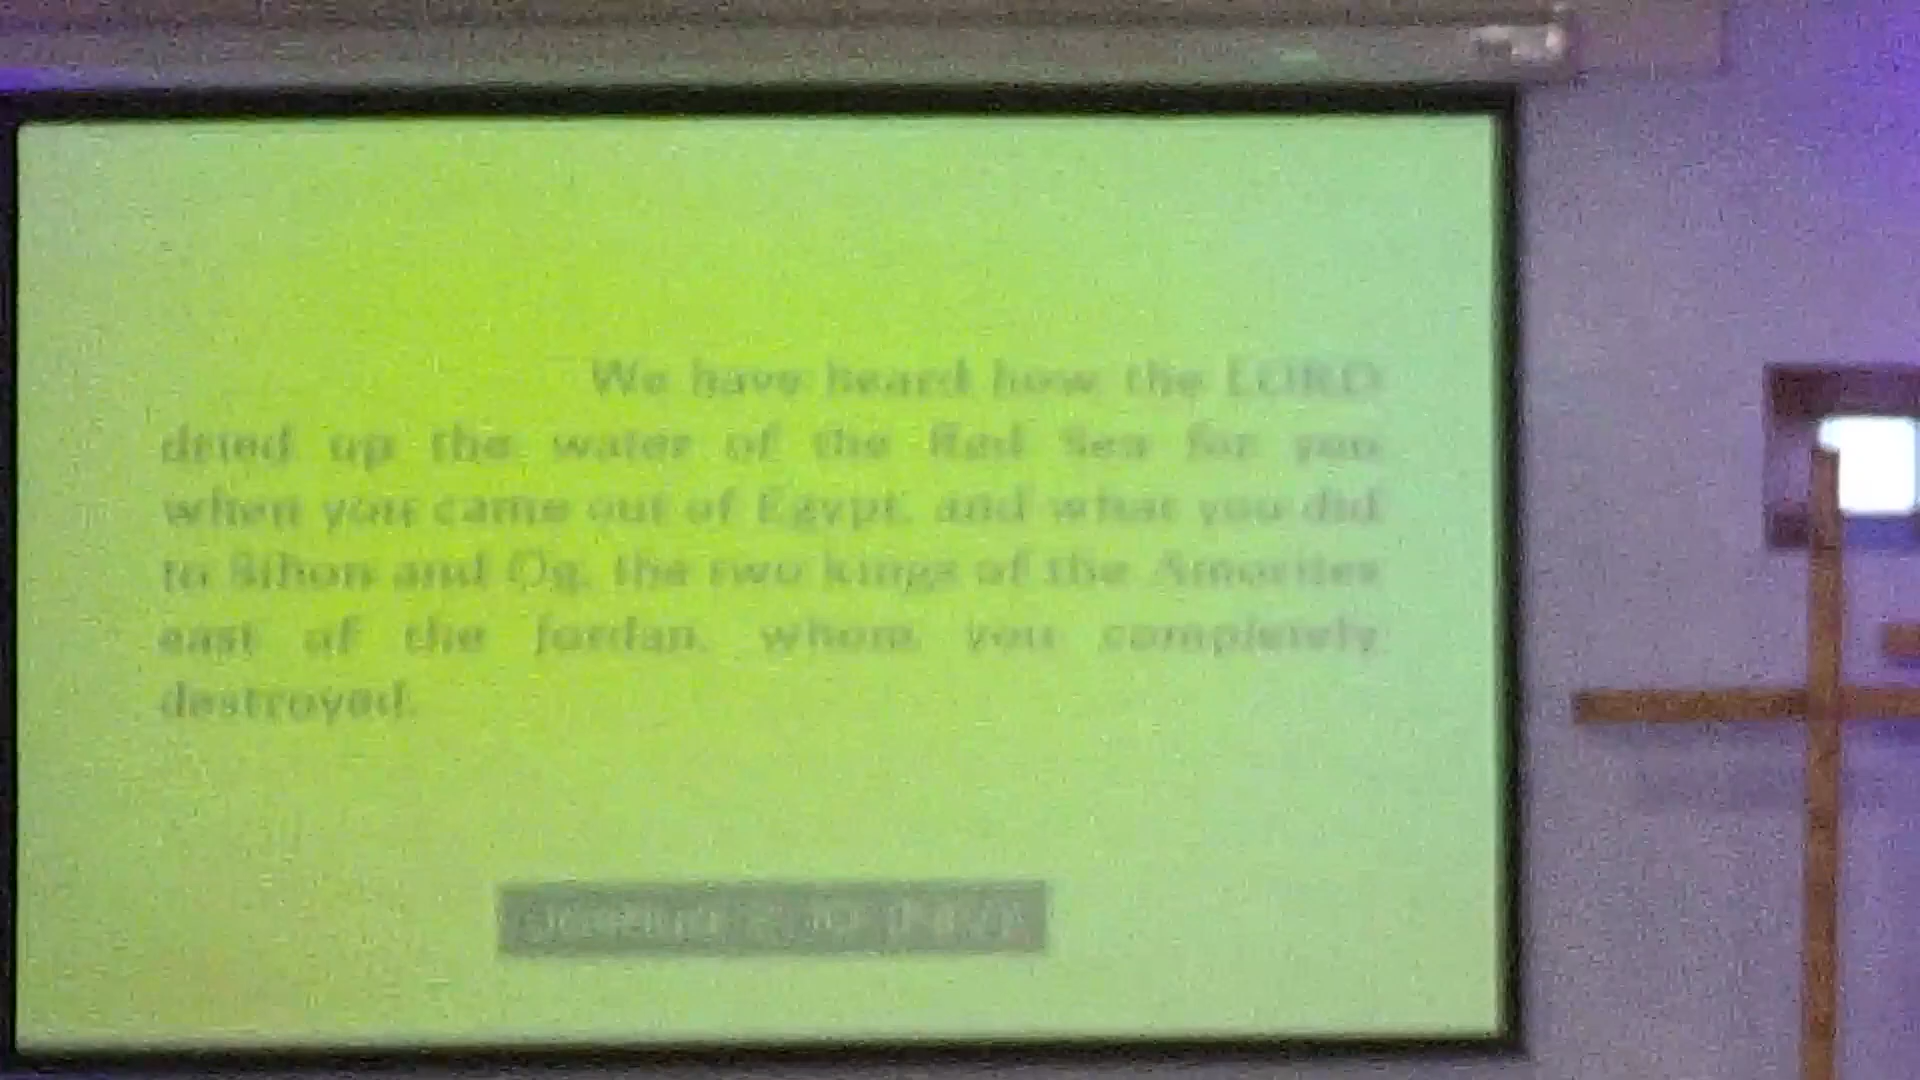 We have heard how the LORD
dried up the water of the Red Sea for you
when you came out of Egypt, and what you did
to Sihon and Og, the two kings of the Amorites
east of the Jordan, whom you completely
destroyed.